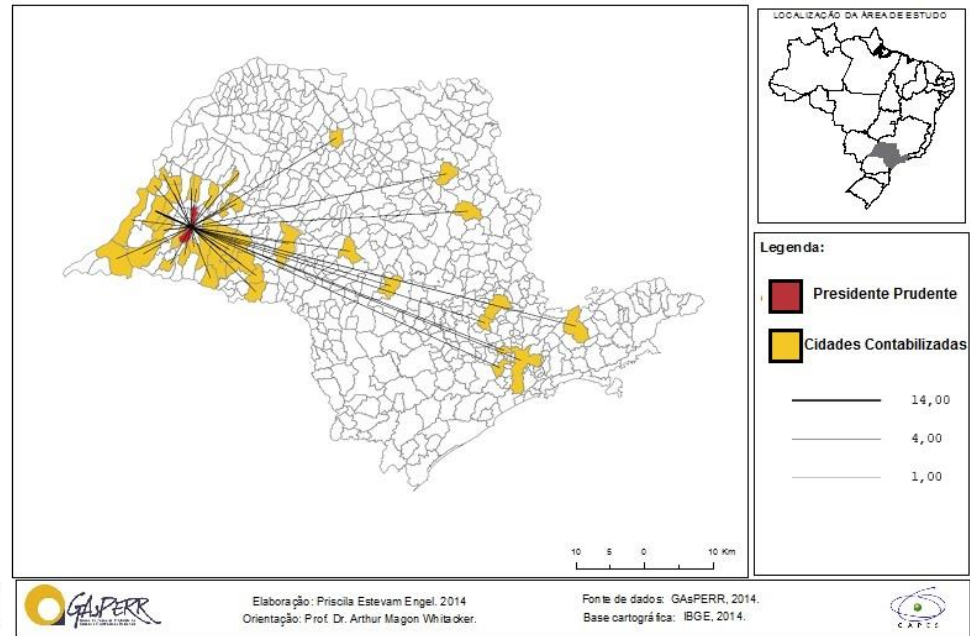 LOCALIZAÇÃO DA ÁREA DE ESTUDO
Legenda:
Presidente Prudente
Cidades Contabilizadas
14,00
4,00
1,00
10 5 0 10 Km
GAsPERR
Elaboração: Priscila Estevam Engel. 2014
Orientação: Prof. Dr. Arthur Magon Whitacker.
Fonte de dados: GAsPERR, 2014.
Base cartográfica: IBGE, 2014.
CAPES